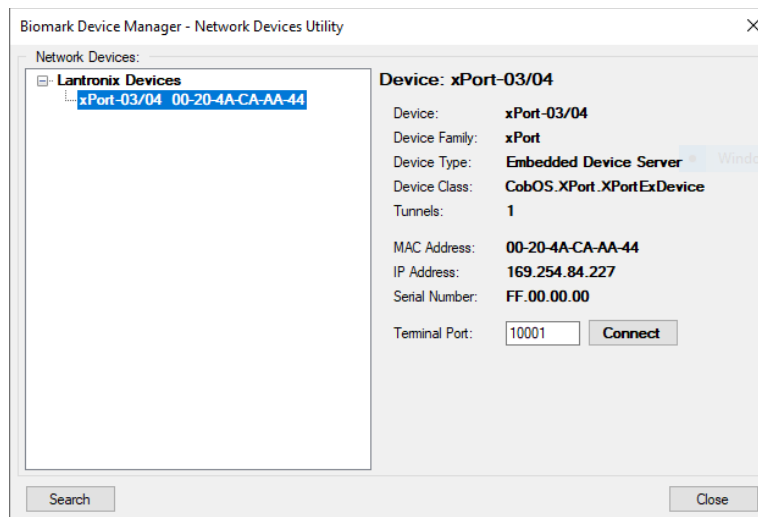 Biomark Device Manager - Network Devices Utility
Network Devices:
Lantronix Devices
xPort-03/04 00-20-4A-CA-AA-44
Device: xPort-03/04
Device: xPort-03/04
Device Family: xPort
Device Type: Embedded Device Server
Device Class: CobOS.XPort.XPortExDevice
Tunnels: 1
MAC Address: 00-20-4A-CA-AA-44
IP Address: 169.254.84.227
Serial Number: FF.00.00.00
Terminal Port: 10001 Connect
Search Close